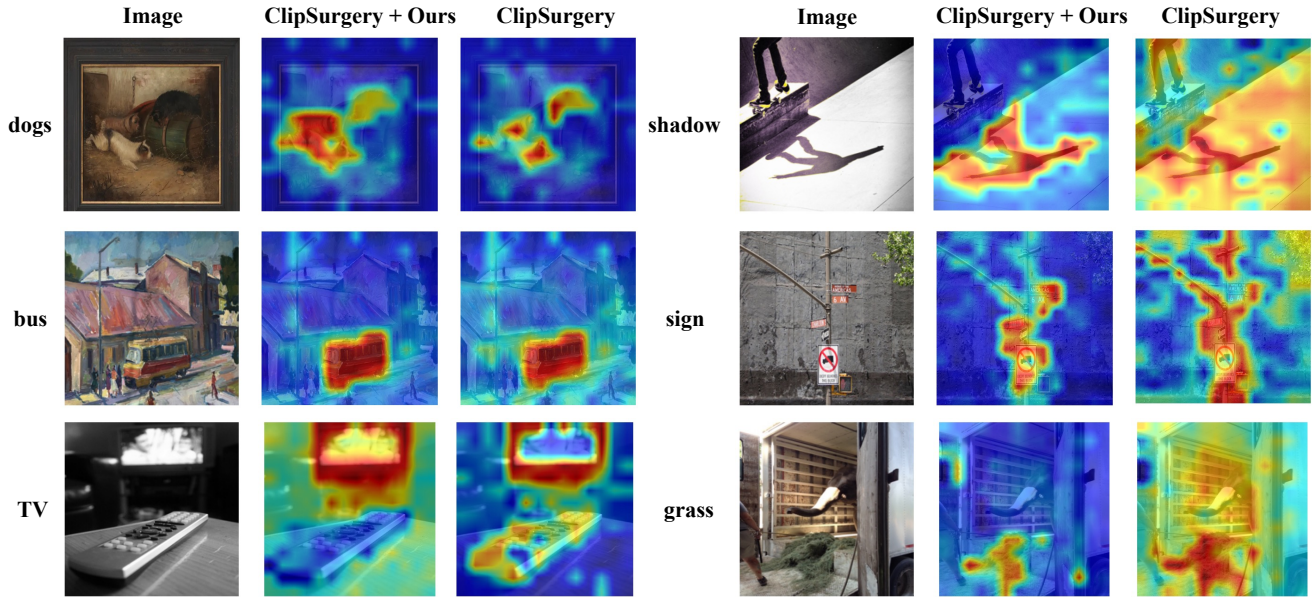 Image ClipSurgery + Ours ClipSurgery Image ClipSurgery + Ours ClipSurgery
dogs shadow
bus sign
TV grass